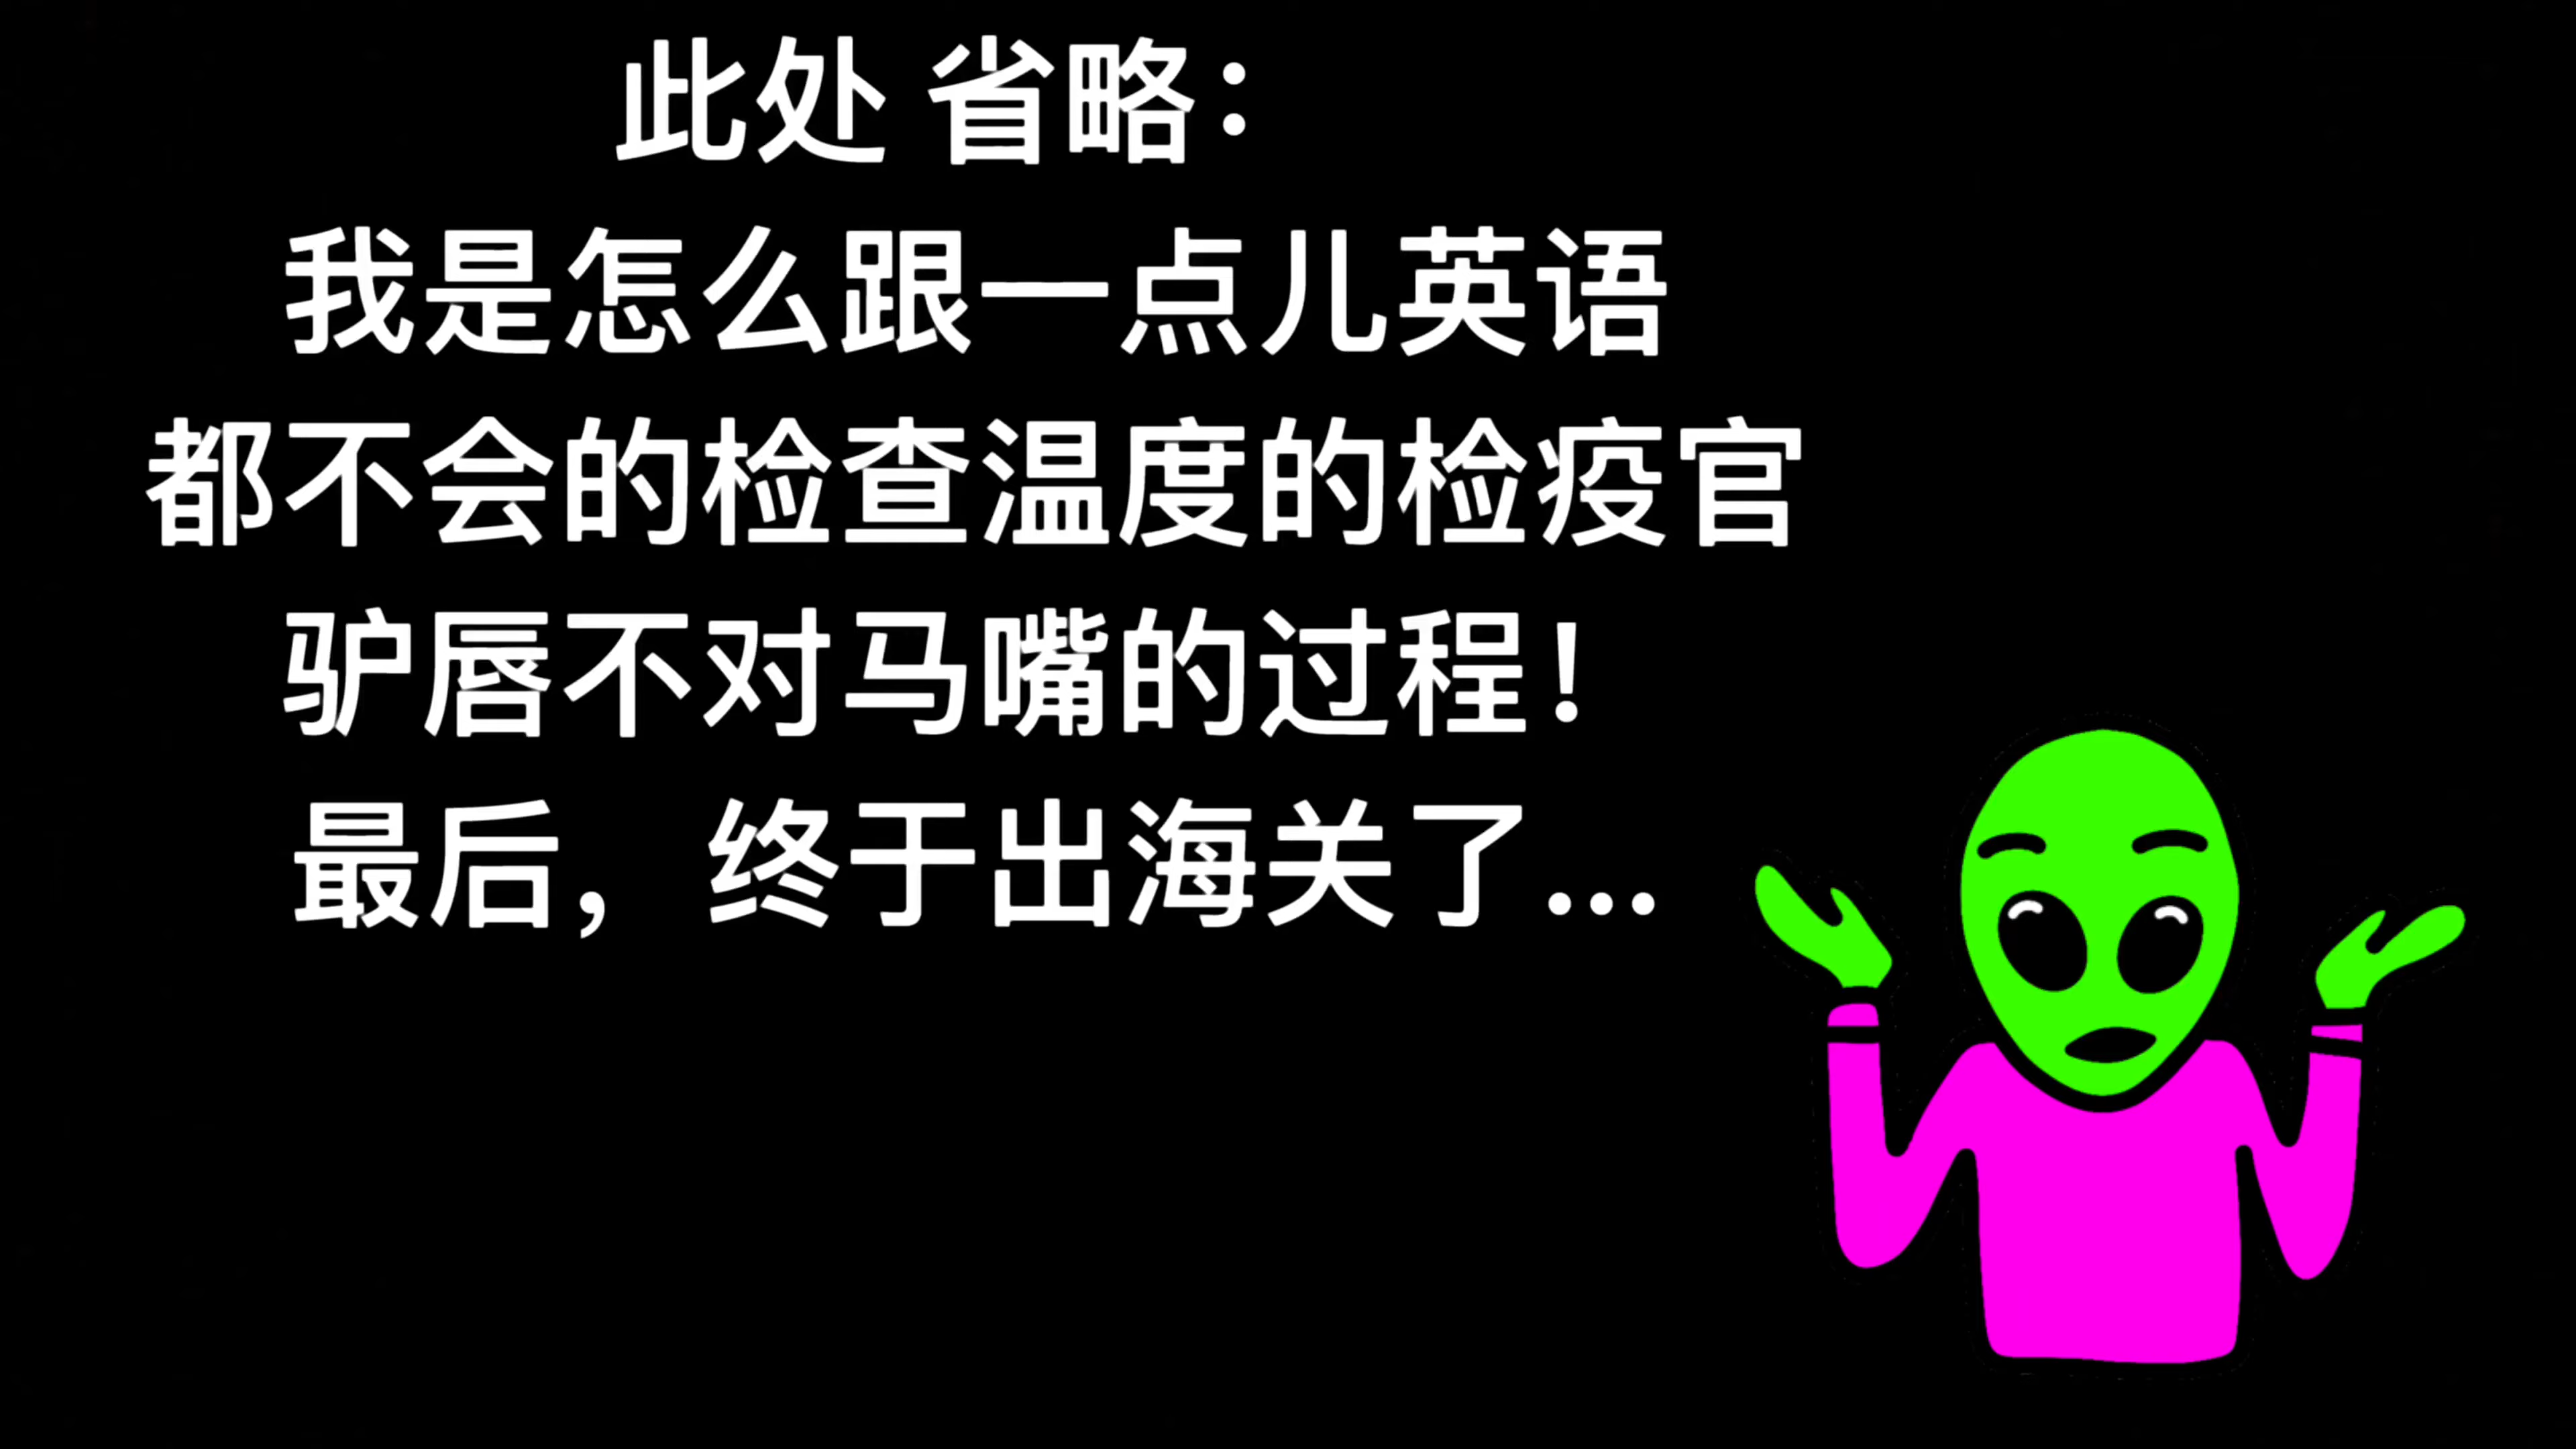 此处 省略：
我是怎么跟一点儿英语
都不会的检查温度的检疫官
驴唇不对马嘴的过程！
最后，终于出海关了...